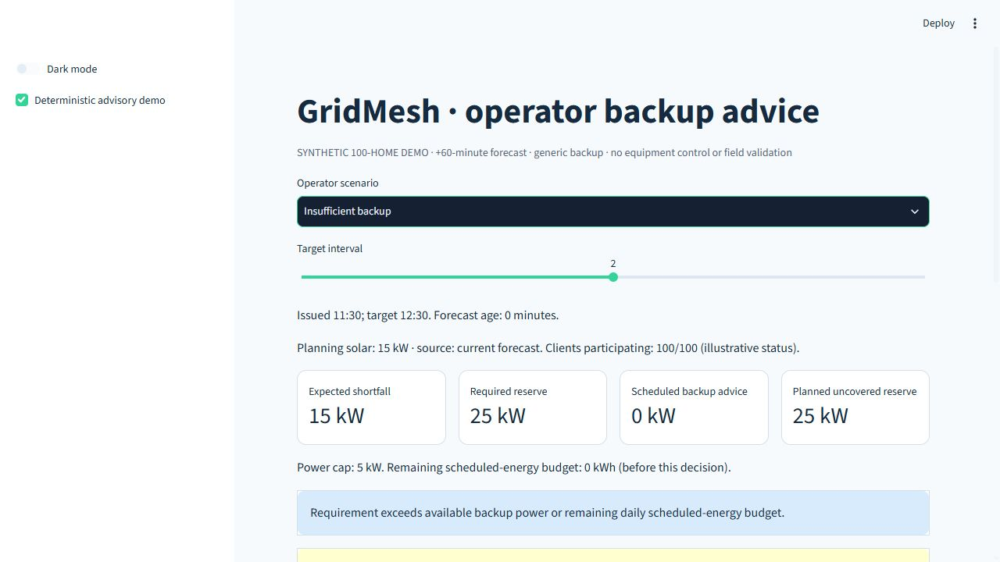 Deploy
Dark mode
Deterministic advisory demo
GridMesh · operator backup advice
SYNTHETIC 100-HOME DEMO · +60-minute forecast · generic backup · no equipment control or field validation
Operator scenario
Insufficient backup
Target interval
2
Issued 11:30; target 12:30. Forecast age: 0 minutes.
Planning solar: 15 kW · source: current forecast. Clients participating: 100/100 (illustrative status).
Expected shortfall
15 kW
Required reserve
25 kW
Scheduled backup advice
0 kW
Planned uncovered reserve
25 kW
Power cap: 5 kW. Remaining scheduled-energy budget: 0 kWh (before this decision).
Requirement exceeds available backup power or remaining daily scheduled-energy budget.